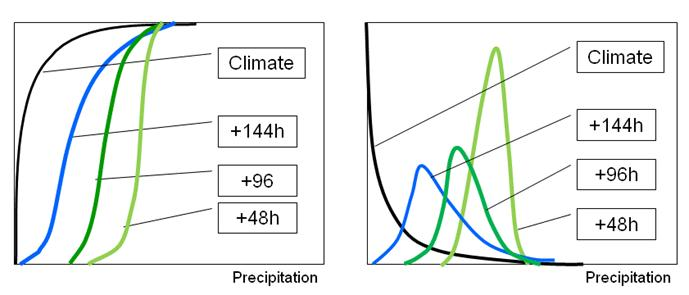 Climate
+144h
+96
+48h
Precipitation
Climate
+144h
+96h
+48h
Precipitation